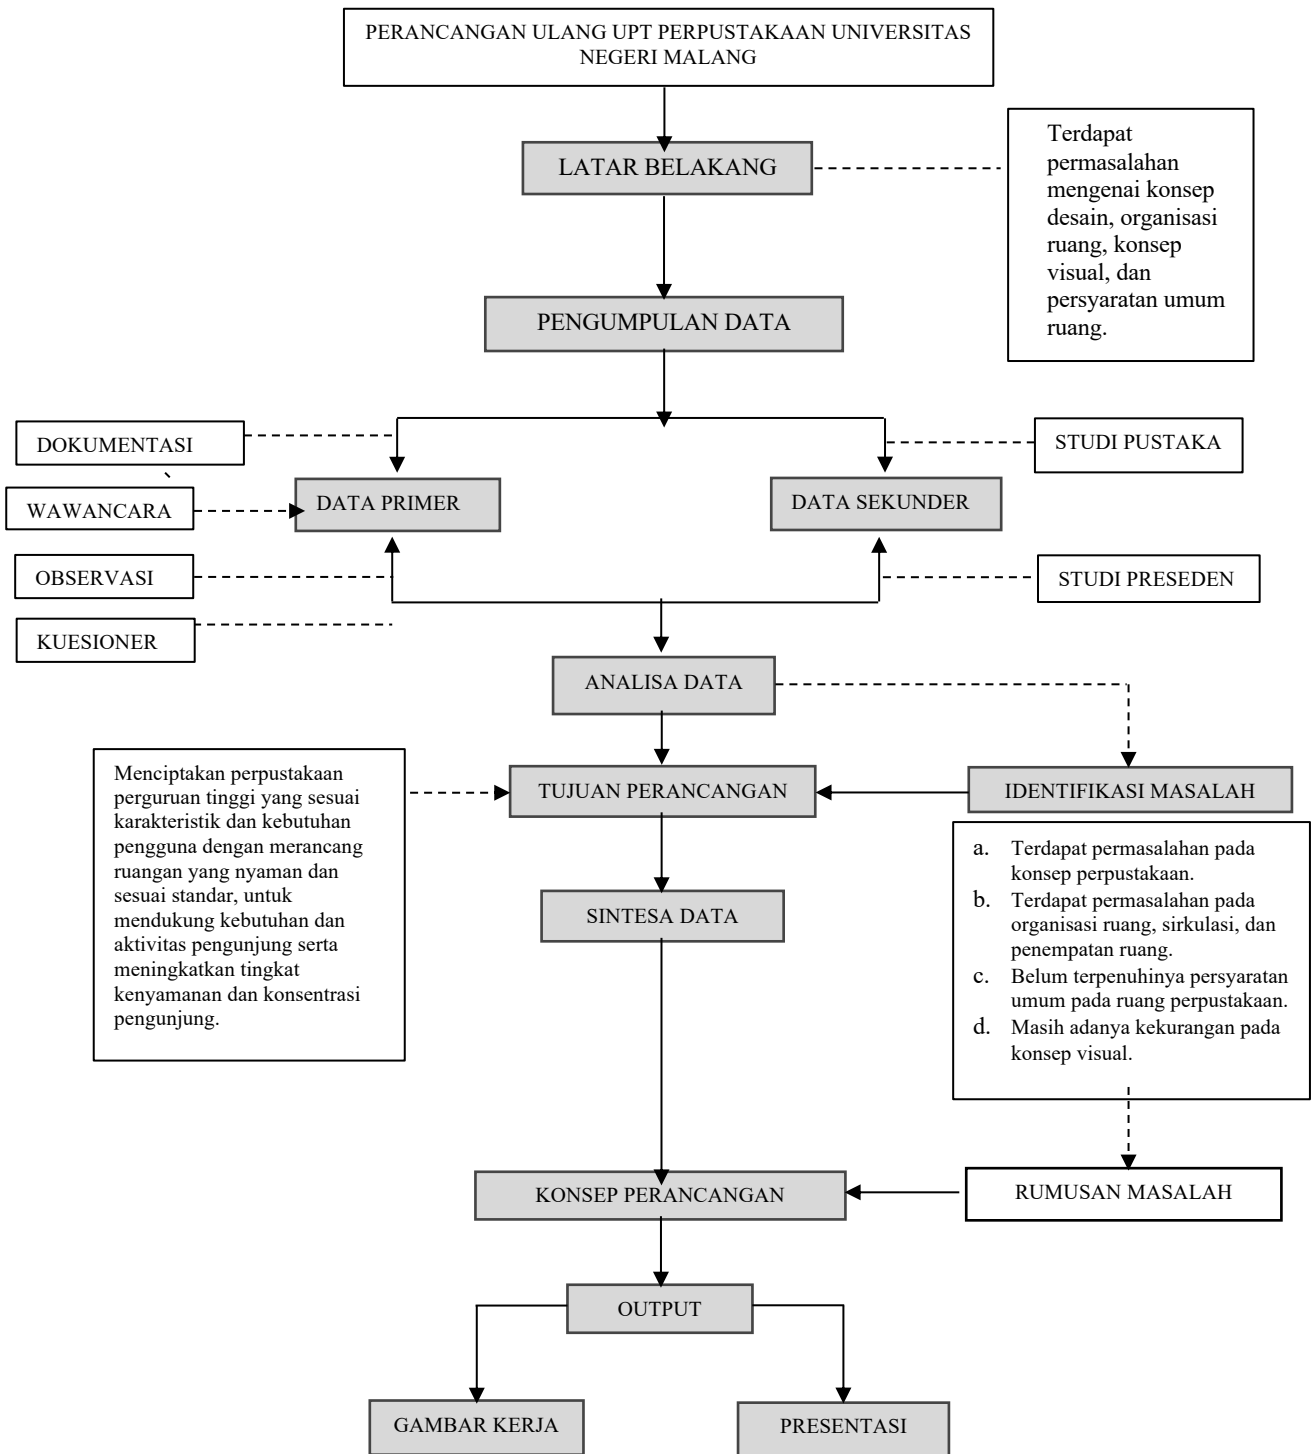 PERANCANGAN ULANG UPT PERPUSTAKAAN UNIVERSITAS
NEGERI MALANG
LATAR BELAKANG
Terdapat
permasalahan
mengenai konsep
desain, organisasi
ruang, konsep
visual, dan
persyaratan umum
ruang.
PENGUMPULAN DATA
DOKUMENTASI
STUDI PUSTAKA
WAWANCARA
DATA PRIMER
DATA SEKUNDER
OBSERVASI
STUDI PRESEDEN
KUESIONER
ANALISA DATA
Menciptakan perpustakaan
perguruan tinggi yang sesuai
karakteristik dan kebutuhan
pengguna dengan merancang
ruangan yang nyaman dan
sesuai standar, untuk
mendukung kebutuhan dan
aktivitas pengunjung serta
meningkatkan tingkat
kenyamanan dan konsentrasi
pengunjung.
TUJUAN PERANCANGAN
IDENTIFIKASI MASALAH
a. Terdapat permasalahan pada
konsep perpustakaan.
b. Terdapat permasalahan pada
organisasi ruang, sirkulasi, dan
penempatan ruang.
c. Belum terpenuhinya persyaratan
umum pada ruang perpustakaan.
d. Masih adanya kekurangan pada
konsep visual.
SINTESA DATA
KONSEP PERANCANGAN
RUMUSAN MASALAH
OUTPUT
GAMBAR KERJA
PRESENTASI